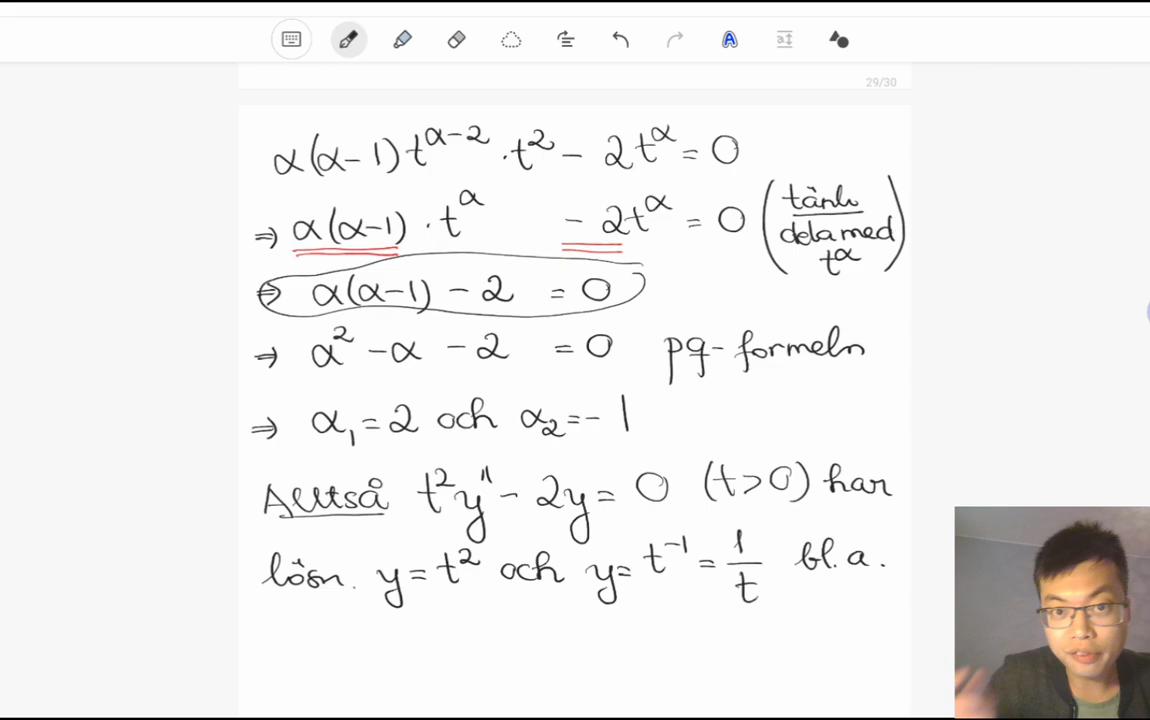 29/30
α(α-1)t^{α-2} · t² - 2t^α = 0
⇒ α(α-1) · t^α - 2t^α = 0 (tänk dela med t^α)
⇒ α(α-1) - 2 = 0
⇒ α² - α - 2 = 0 pq-formeln
⇒ α₁ = 2 och α₂ = -1
Alltså t²y'' - 2y = 0 (t>0) har
lösn. y = t² och y = t⁻¹ = 1/t bl.a.